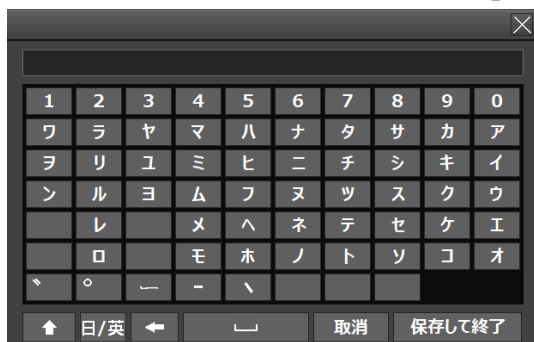 1 2 3 4 5 6 7 8 9 0
ワ ラ ヤ マ ハ ナ タ サ カ ア
ヲ リ ユ ミ ヒ ニ チ シ キ イ
ン ル ヨ ム フ ヌ ツ ス ク ウ
レ メ ヘ ネ テ セ ケ エ
ロ モ ホ ノ ト ソ コ オ
゛ ゜ ー - 、
日/英 取消 保存して終了